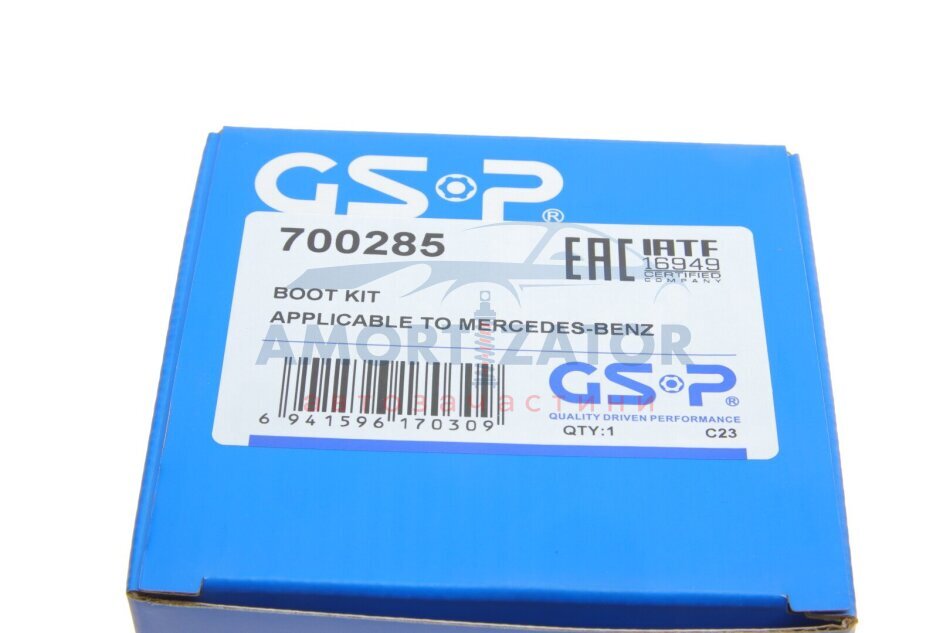 GSP®
700285
EAC
IATF
16949
CERTIFIED
COMPANY
BOOT KIT
APPLICABLE TO MERCEDES-BENZ
AMORTIZATOR
автозапчастини
6 941596 170309
GSP®
QUALITY DRIVEN PERFORMANCE
QTY:1 C23